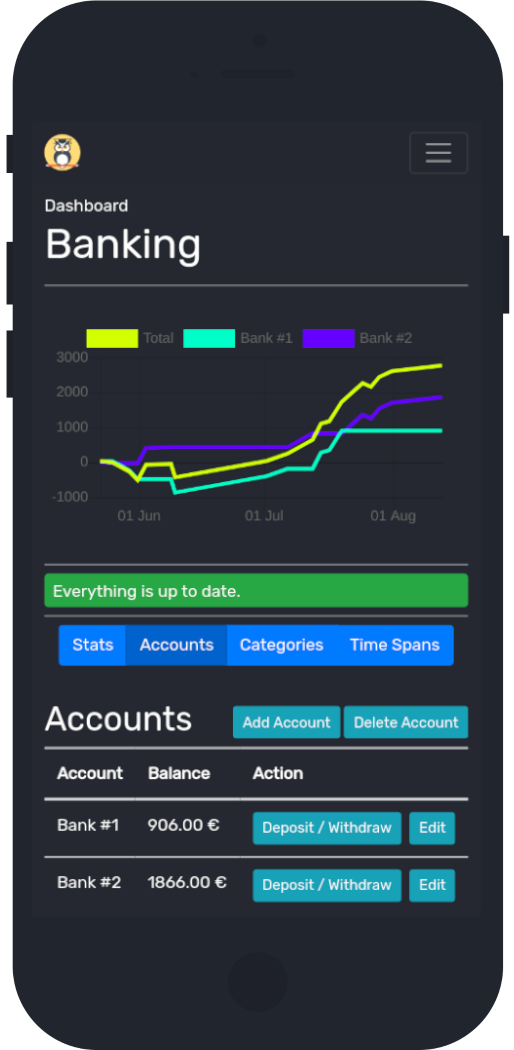 Dashboard
Banking
Total Bank #1 Bank #2
3000
2000
1000
0
-1000
01 Jun 01 Jul 01 Aug
Everything is up to date.
Stats Accounts Categories Time Spans
Accounts Add Account Delete Account
Account Balance Action
Bank #1 906.00 € Deposit / Withdraw Edit
Bank #2 1866.00 € Deposit / Withdraw Edit